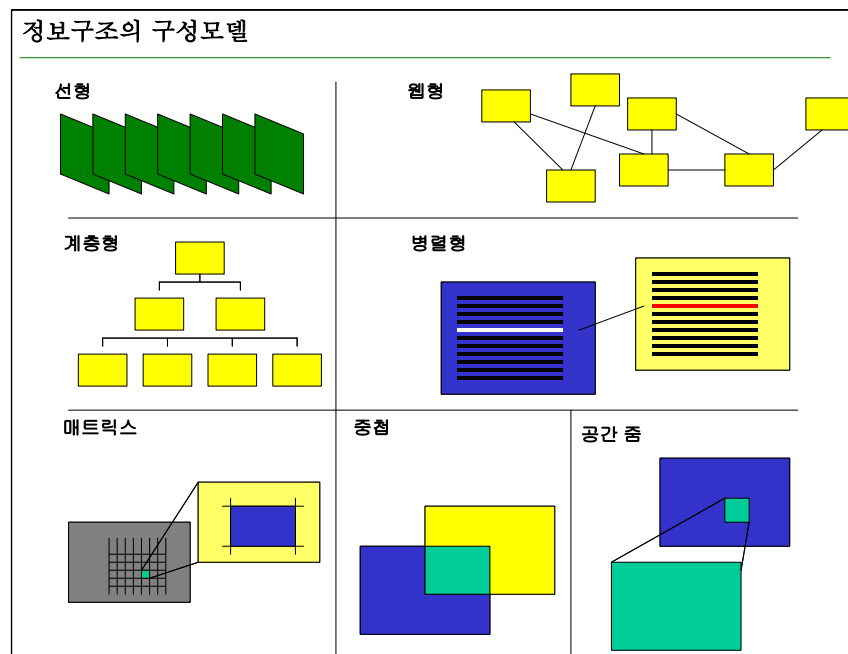 정보구조의 구성모델
선형
웹형
계층형
병렬형
매트릭스
중첩
공간 줌